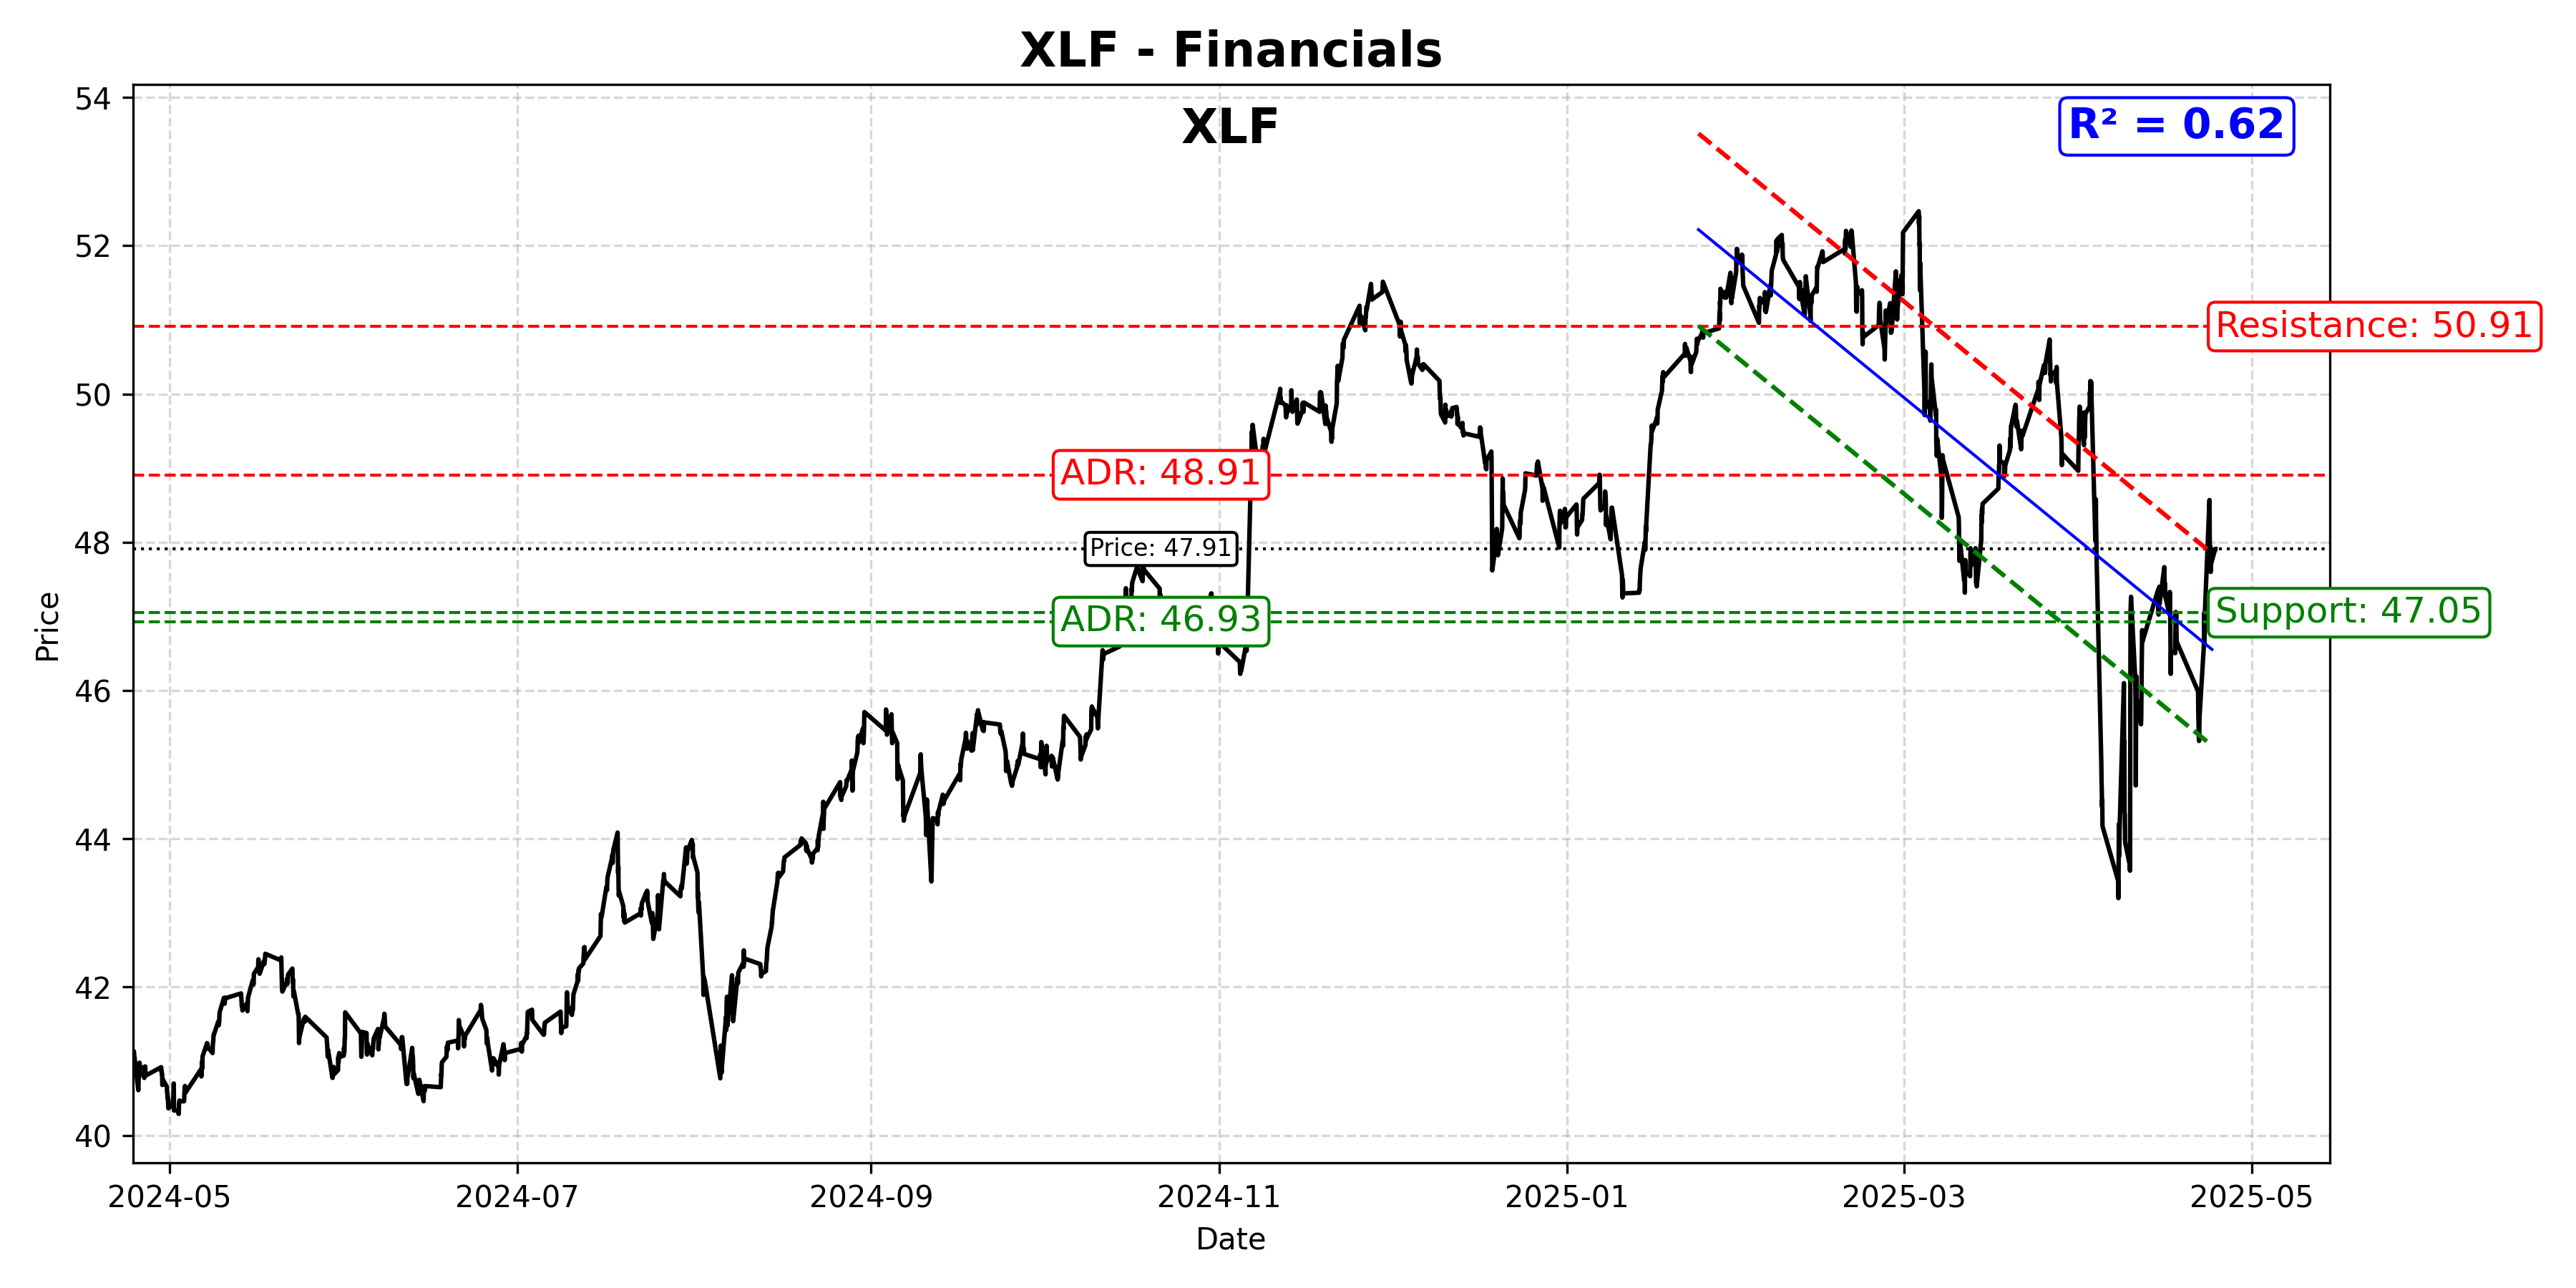 XLF - Financials
XLF
R² = 0.62
54
52
50
48
46
44
42
40
Price
Resistance: 50.91
ADR: 48.91
Price: 47.91
ADR: 46.93
Support: 47.05
2024-05
2024-07
2024-09
2024-11
2025-01
2025-03
2025-05
Date